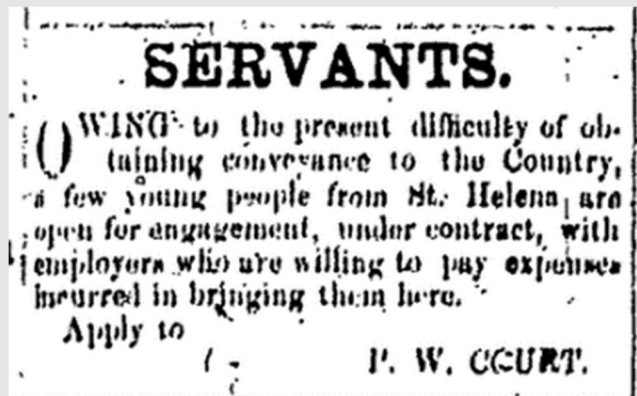 SERVANTS.
OWING to the present difficulty of ob-
taining conveyance to the Country,
a few young people from St. Helena are
open for engagement, under contract, with
employers who are willing to pay expenses
incurred in bringing them here.
Apply to
P. W. COURT.